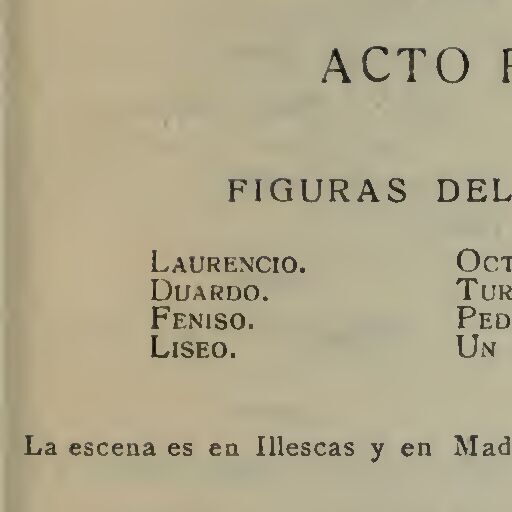 ACTO
FIGURAS DEL
LAURENCIO. OCT
DUARDO. TUR
FENISO. PED
LISEO. UN
La escena es en Illescas y en Mad